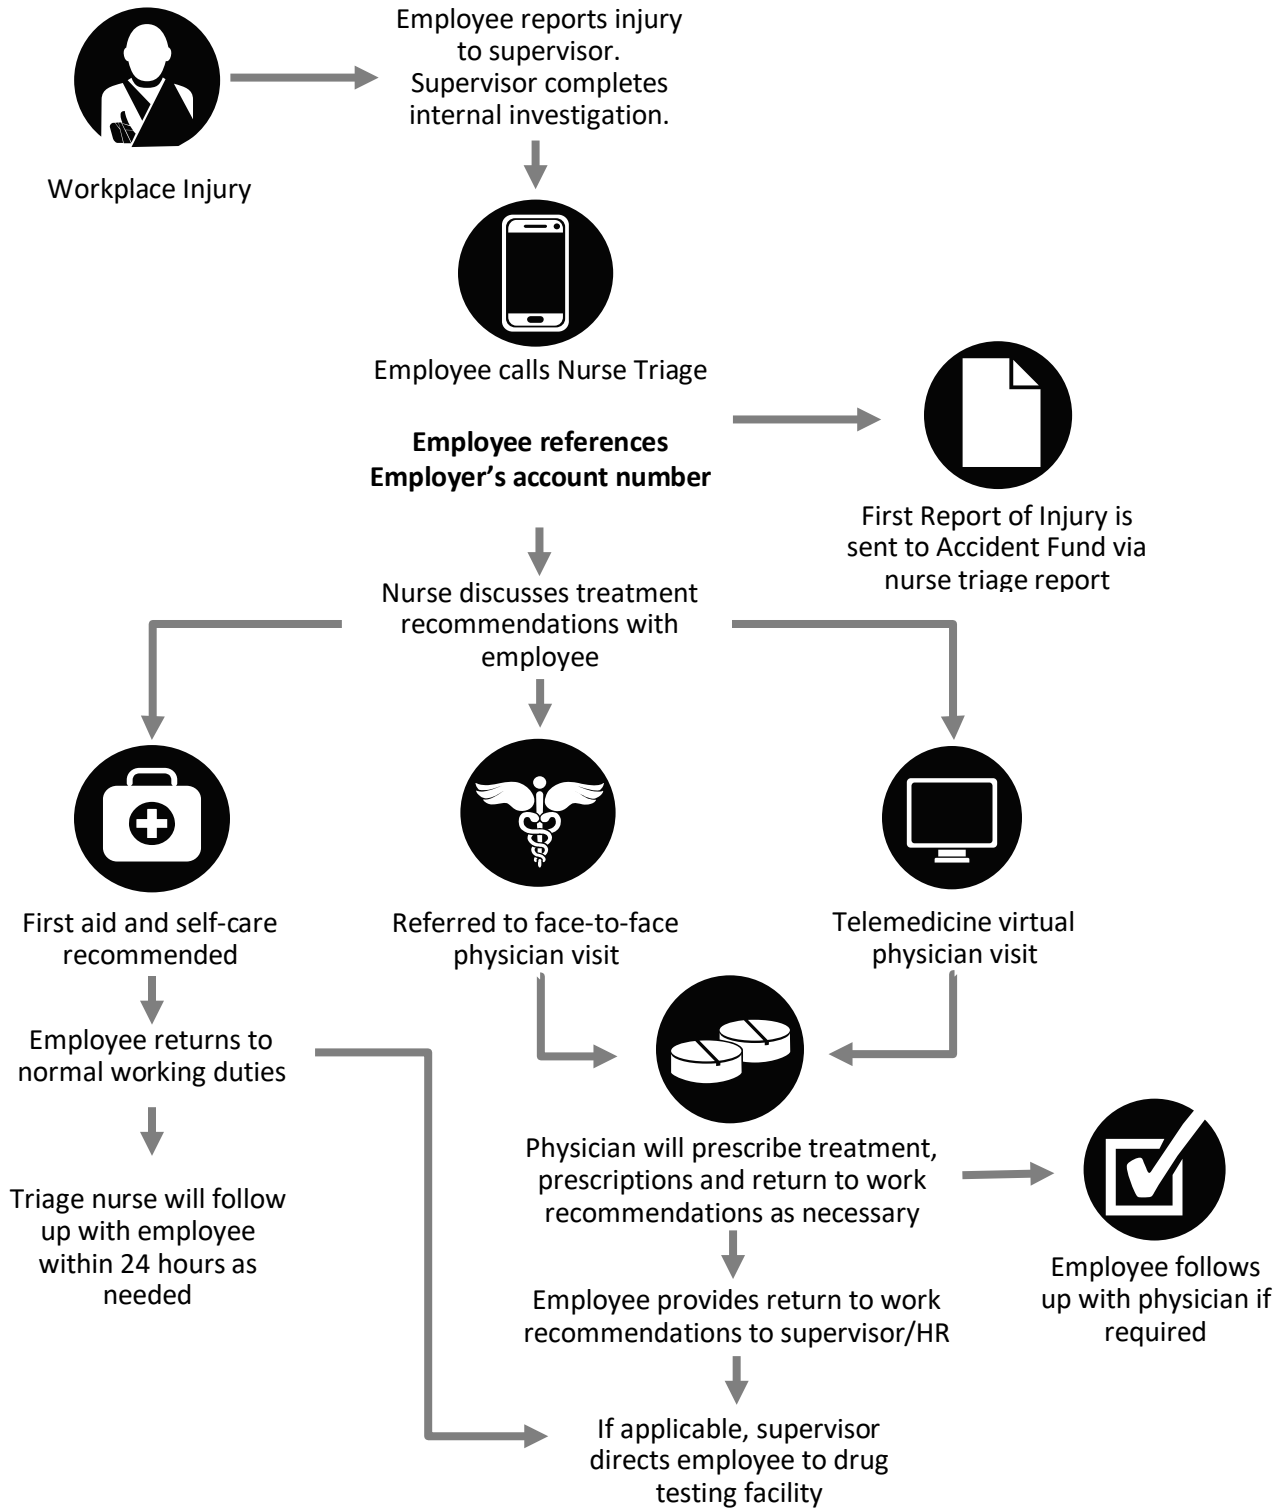 Employee reports injury
to supervisor.
Supervisor completes
internal investigation.
Workplace Injury
Employee calls Nurse Triage
Employee references
Employer’s account number
First Report of Injury is
sent to Accident Fund via
nurse triage report
Nurse discusses treatment
recommendations with
employee
First aid and self-care
recommended
Referred to face-to-face
physician visit
Telemedicine virtual
physician visit
Employee returns to
normal working duties
Triage nurse will follow
up with employee
within 24 hours as
needed
Physician will prescribe treatment,
prescriptions and return to work
recommendations as necessary
Employee follows
up with physician if
required
Employee provides return to work
recommendations to supervisor/HR
If applicable, supervisor
directs employee to drug
testing facility